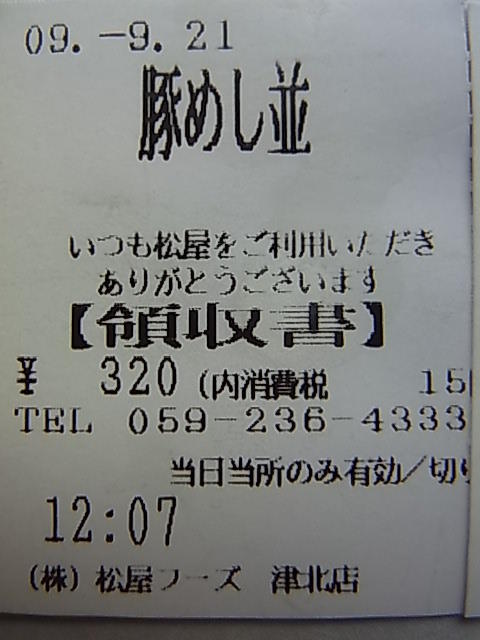 09.-9.21
豚めし並
いつも松屋をご利用いただき
ありがとうございます
【領収書】
¥ 320 (内消費税 15
TEL 059-236-4333
当日当所のみ有効/切り
12:07
(株) 松屋フーズ 津北店